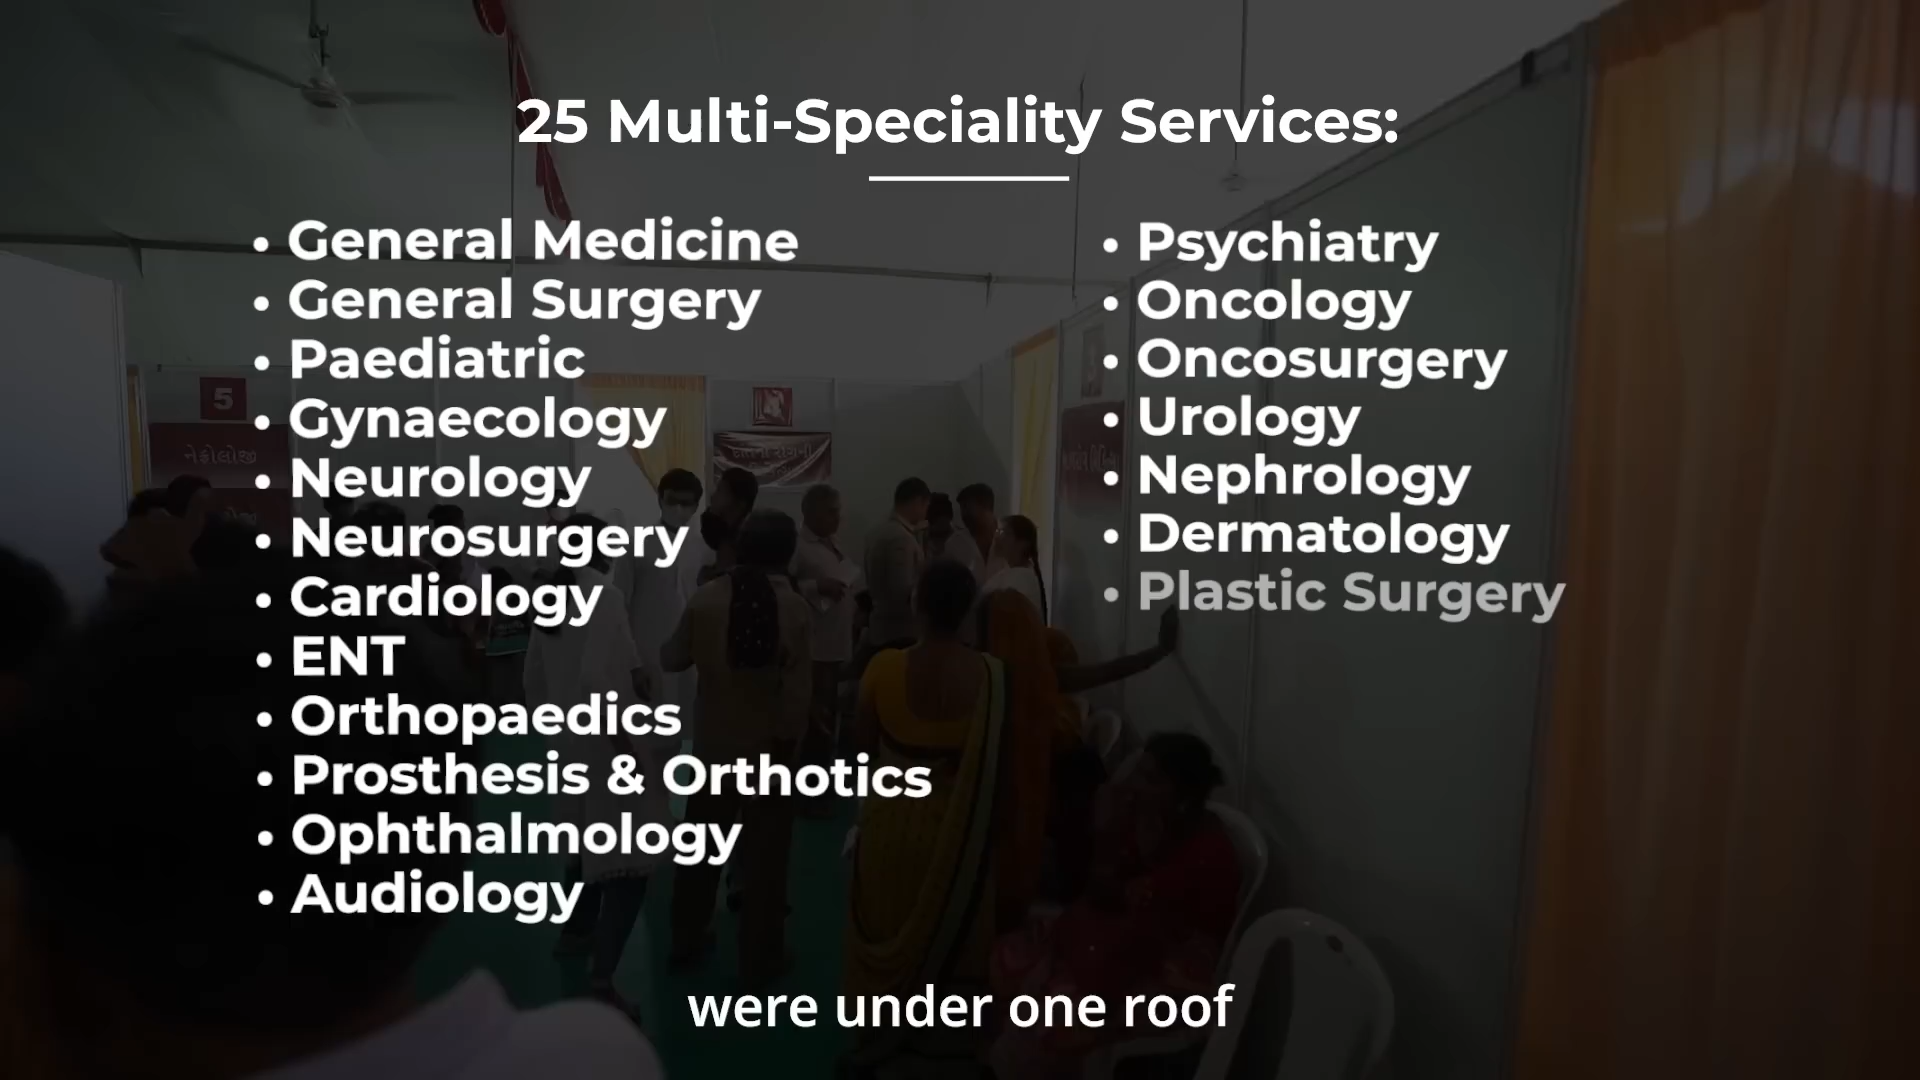 25 Multi-Speciality Services:
• General Medicine
• General Surgery
• Paediatric
• Gynaecology
• Neurology
• Neurosurgery
• Cardiology
• ENT
• Orthopaedics
• Prosthesis & Orthotics
• Ophthalmology
• Audiology
• Psychiatry
• Oncology
• Oncosurgery
• Urology
• Nephrology
• Dermatology
• Plastic Surgery
5
નેફ્રોલોજી
were under one roof